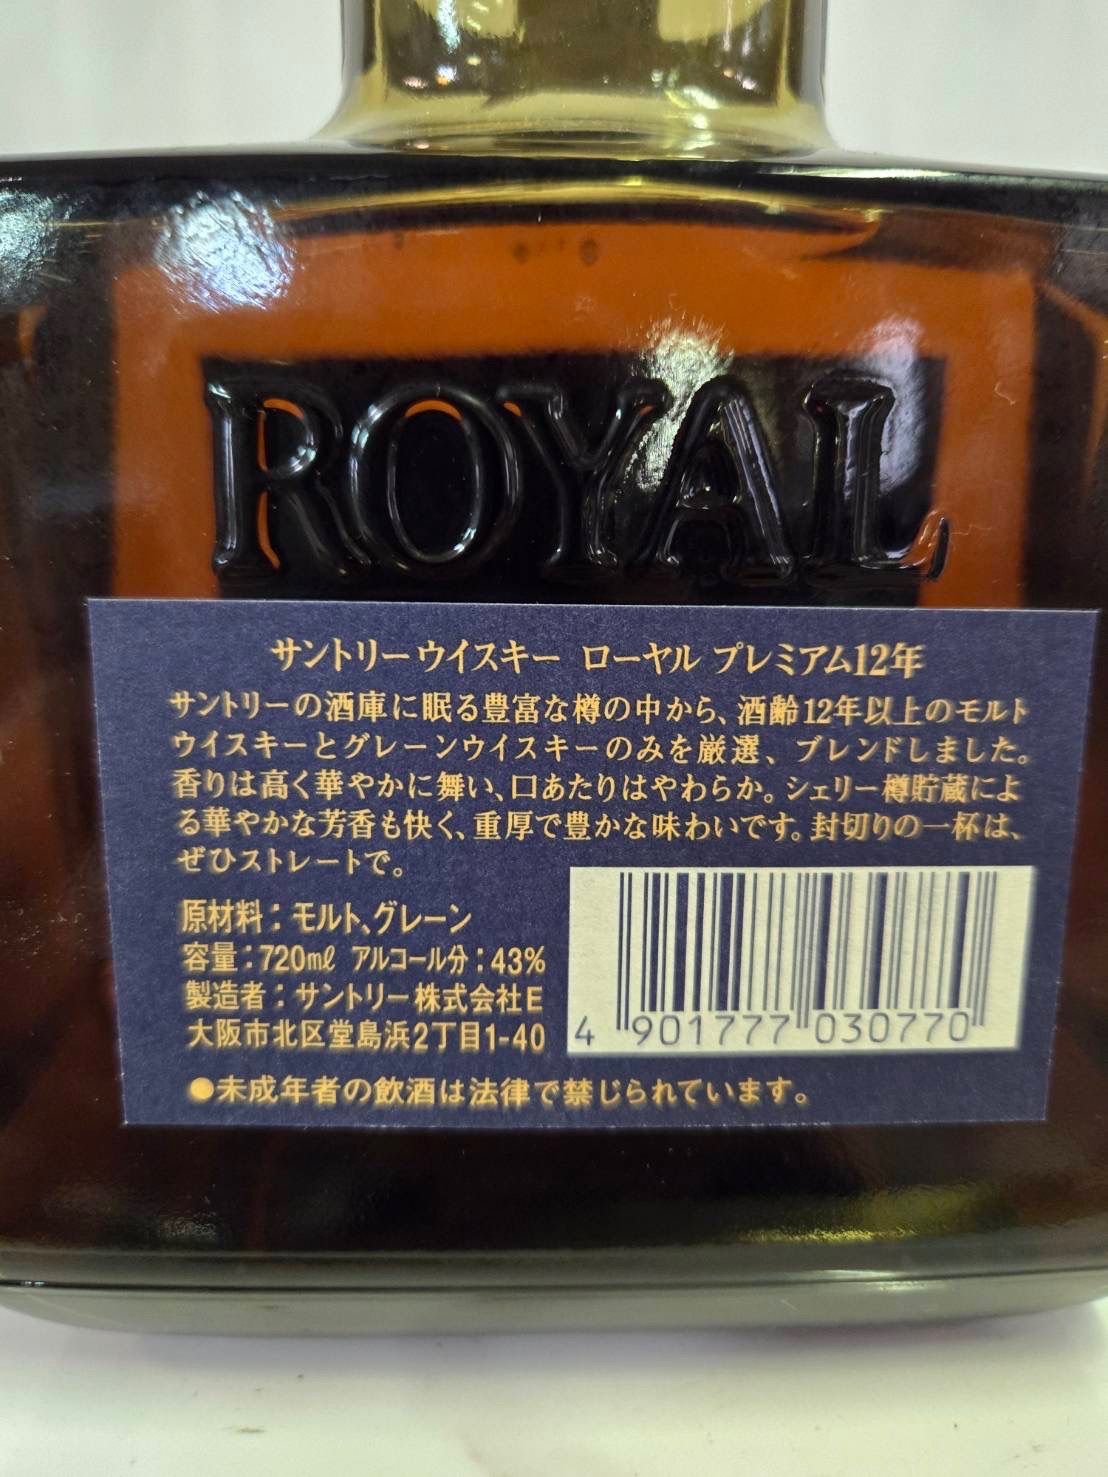 ROYAL
サントリーウイスキー ローヤル プレミアム12年
サントリーの酒庫に眠る豊富な樽の中から、酒齢12年以上のモルト
ウイスキーとグレーンウイスキーのみを厳選、ブレンドしました。
香りは高く華やかに舞い、口あたりはやわらか。シェリー樽貯蔵によ
る華やかな芳香も快く、重厚で豊かな味わいです。封切りの一杯は、
ぜひストレートで。
原材料：モルト、グレーン
容量：720mℓ アルコール分：43%
製造者：サントリー株式会社E
大阪市北区堂島浜2丁目1-40
4 901777 030770
●未成年者の飲酒は法律で禁じられています。